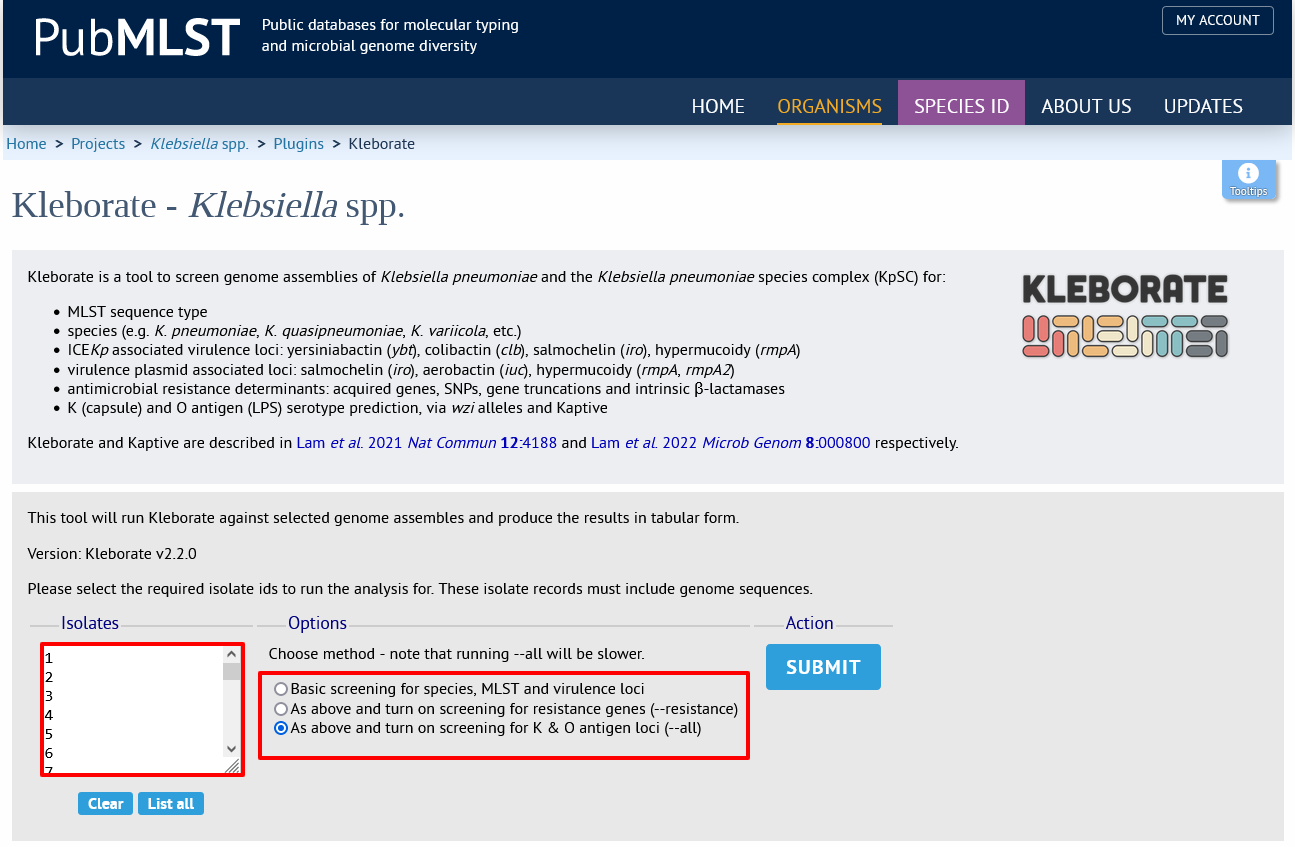 PubMLST
Public databases for molecular typing
and microbial genome diversity
MY ACCOUNT
HOME ORGANISMS SPECIES ID ABOUT US UPDATES
Home > Projects > Klebsiella spp. > Plugins > Kleborate
Tooltips
Kleborate - Klebsiella spp.
Kleborate is a tool to screen genome assemblies of Klebsiella pneumoniae and the Klebsiella pneumoniae species complex (KpSC) for:
• MLST sequence type
• species (e.g. K. pneumoniae, K. quasipneumoniae, K. variicola, etc.)
• ICEKp associated virulence loci: yersiniabactin (ybt), colibactin (clb), salmochelin (iro), hypermucoidy (rmpA)
• virulence plasmid associated loci: salmochelin (iro), aerobactin (iuc), hypermucoidy (rmpA, rmpA2)
• antimicrobial resistance determinants: acquired genes, SNPs, gene truncations and intrinsic β-lactamases
• K (capsule) and O antigen (LPS) serotype prediction, via wzi alleles and Kaptive
KLEBORATE
Kleborate and Kaptive are described in Lam et al. 2021 Nat Commun 12:4188 and Lam et al. 2022 Microb Genom 8:000800 respectively.
This tool will run Kleborate against selected genome assembles and produce the results in tabular form.
Version: Kleborate v2.2.0
Please select the required isolate ids to run the analysis for. These isolate records must include genome sequences.
Isolates
1
2
3
4
5
6
7
Clear List all
Options
Choose method - note that running --all will be slower.
Basic screening for species, MLST and virulence loci
As above and turn on screening for resistance genes (--resistance)
As above and turn on screening for K & O antigen loci (--all)
Action
SUBMIT